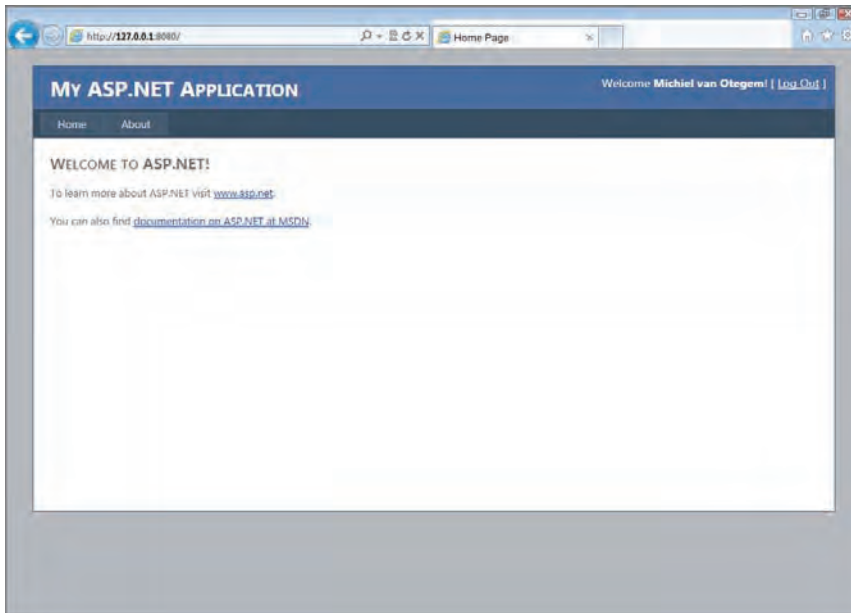 http://127.0.0.1:8080/
Home Page
MY ASP.NET APPLICATION
Welcome Michiel van Otegem! [ Log Out ]
Home About
WELCOME TO ASP.NET!
To learn more about ASP.NET visit www.asp.net.
You can also find documentation on ASP.NET at MSDN.